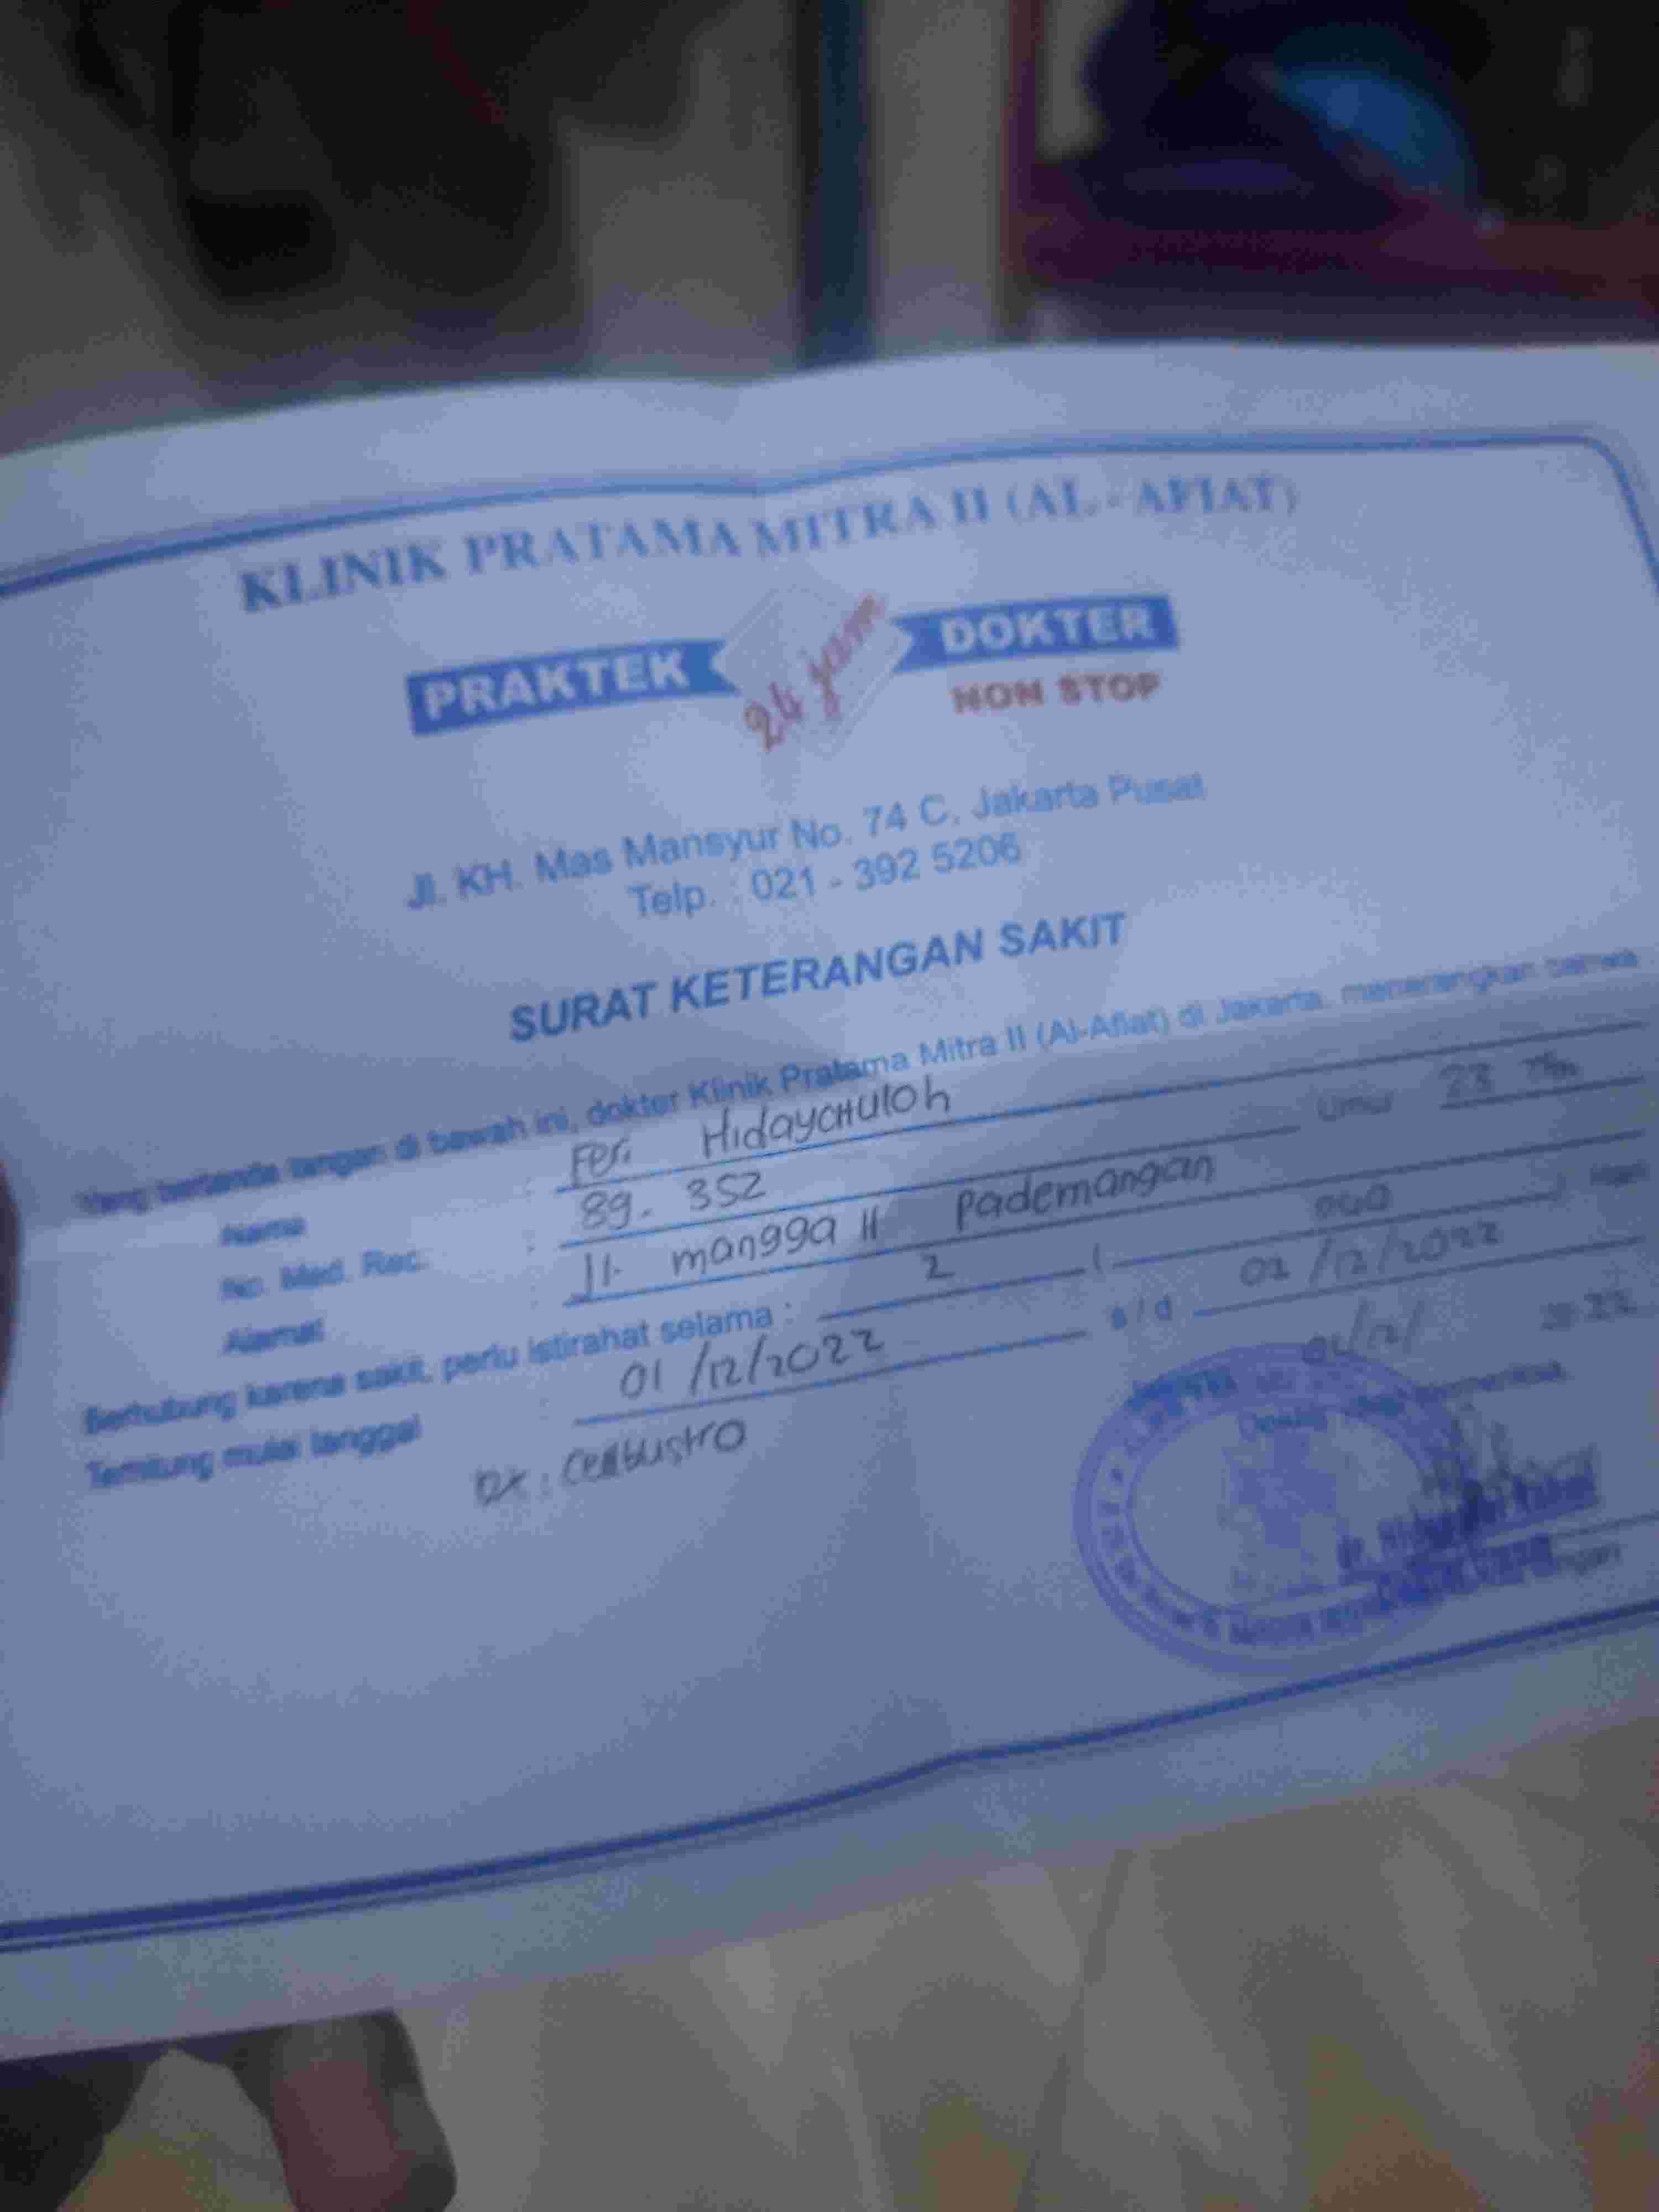 KLINIK PRATAMA MITRA II (AL - AFIAT)
PRAKTEK 24 jam DOKTER
NON STOP
Jl. KH. Mas Mansyur No. 74 C, Jakarta Pusat
Telp. : 021 - 392 5206
SURAT KETERANGAN SAKIT
Yang bertanda tangan di bawah ini, dokter Klinik Pratama Mitra II (Al-Afiat) di Jakarta, menerangkan bahwa
Nama : Feri Hidaychuloh
No. Med. Rec. : 89. 352 Umur 23 Thn
Alamat Jl. mangga II Pademangan
Berhubung karena sakit, perlu istirahat selama : 2 ( DUA ) Hari
Terhitung mulai tanggal : 01/12/2022 s/d 02/12/2022
DX :